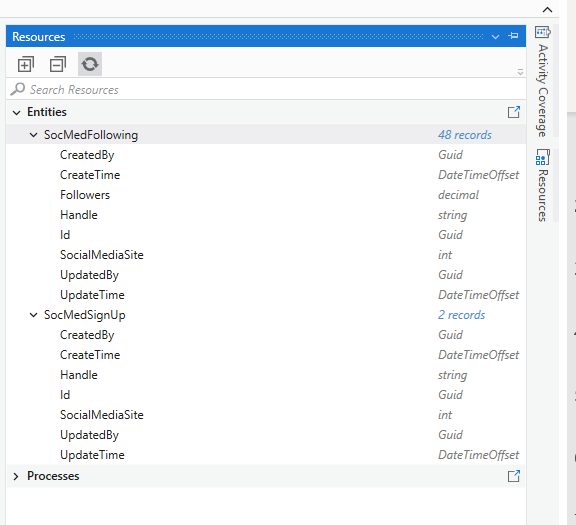 Resources
Search Resources
Entities
SocMedFollowing 48 records
CreatedBy Guid
CreateTime DateTimeOffset
Followers decimal
Handle string
Id Guid
SocialMediaSite int
UpdatedBy Guid
UpdateTime DateTimeOffset
SocMedSignUp 2 records
CreatedBy Guid
CreateTime DateTimeOffset
Handle string
Id Guid
SocialMediaSite int
UpdatedBy Guid
UpdateTime DateTimeOffset
Processes
Activity Coverage
Resources